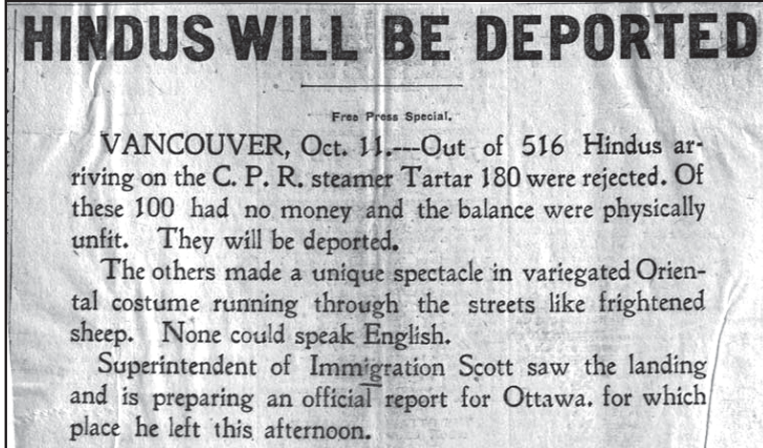 HINDUS WILL BE DEPORTED
Free Press Special.
VANCOUVER, Oct. 11.---Out of 516 Hindus ar-
riving on the C. P. R. steamer Tartar 180 were rejected. Of
these 100 had no money and the balance were physically
unfit. They will be deported.
The others made a unique spectacle in variegated Orien-
tal costume running through the streets like frightened
sheep. None could speak English.
Superintendent of Immigration Scott saw the landing
and is preparing an official report for Ottawa. for which
place he left this afternoon.